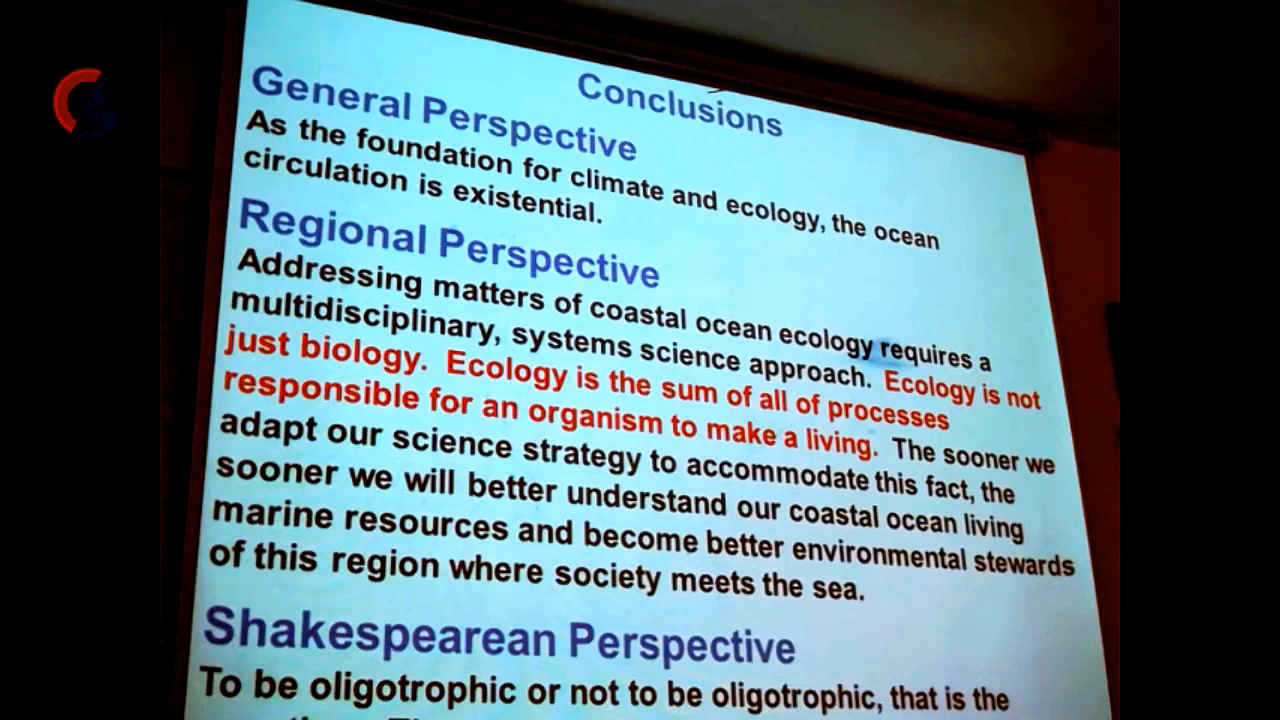 Conclusions
General Perspective
As the foundation for climate and ecology, the ocean
circulation is existential.
Regional Perspective
Addressing matters of coastal ocean ecology requires a
multidisciplinary, systems science approach. Ecology is not
just biology. Ecology is the sum of all of processes
responsible for an organism to make a living. The sooner we
adapt our science strategy to accommodate this fact, the
sooner we will better understand our coastal ocean living
marine resources and become better environmental stewards
of this region where society meets the sea.
Shakespearean Perspective
To be oligotrophic or not to be oligotrophic, that is the